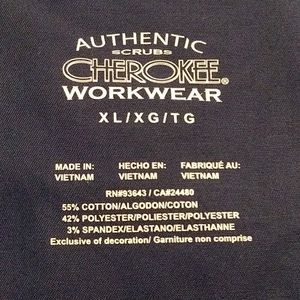 AUTHENTIC
SCRUBS
CHEROKEE®
WORKWEAR
XL/XG/TG
MADE IN: HECHO EN: FABRIQUÉ AU:
VIETNAM VIETNAM VIETNAM
RN#93643 / CA#24480
55% COTTON/ALGODON/COTON
42% POLYESTER/POLIESTER/POLYESTER
3% SPANDEX/ELASTANO/ELASTHANNE
Exclusive of decoration/ Garniture non comprise